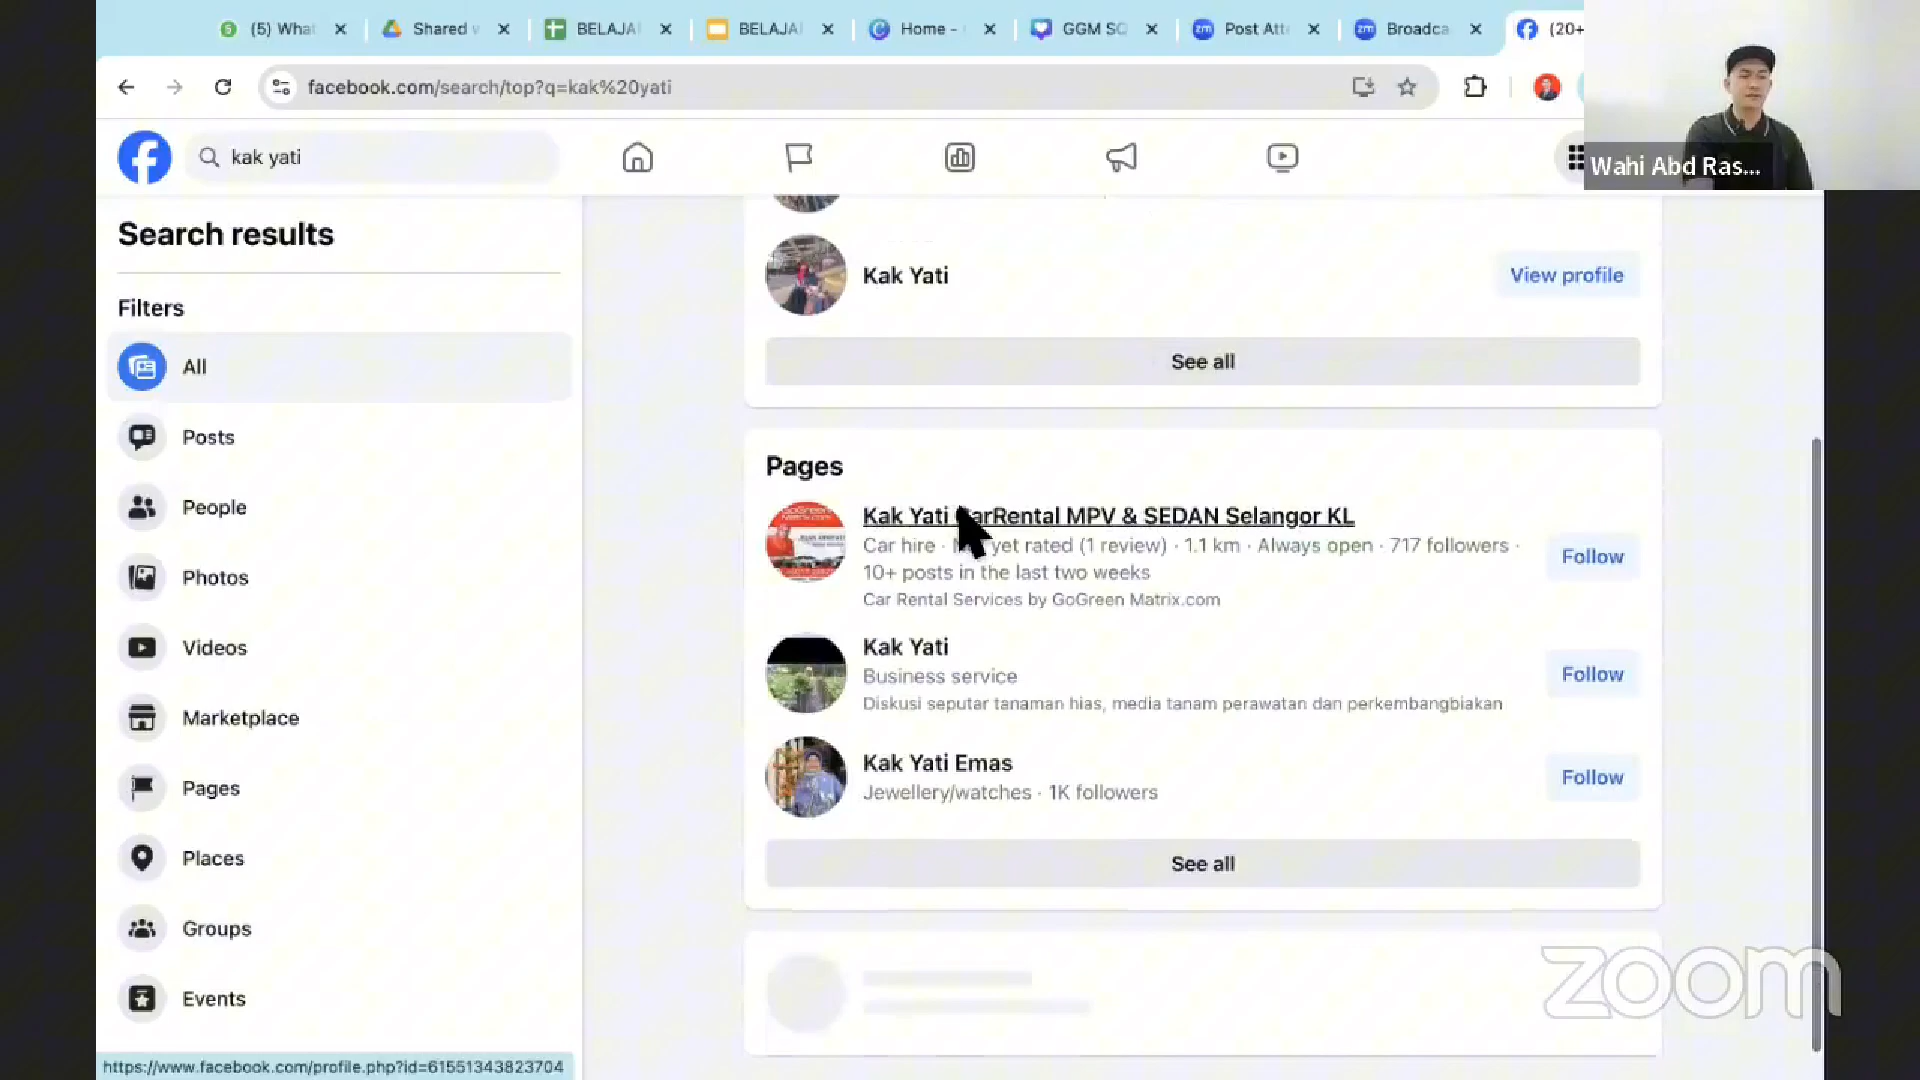 (5) What
Shared v
BELAJA
BELAJA
Home -
GGM SC
Post Att
Broadca
(20+
facebook.com/search/top?q=kak%20yati
kak yati
Wahi Abd Ras...
Search results
Filters
All
Posts
People
Photos
Videos
Marketplace
Pages
Places
Groups
Events
Kak Yati
View profile
See all
Pages
Kak Yati CarRental MPV & SEDAN Selangor KL
Car hire · yet rated (1 review) · 1.1 km · Always open · 717 followers ·
10+ posts in the last two weeks
Car Rental Services by GoGreen Matrix.com
Follow
Kak Yati
Business service
Diskusi seputar tanaman hias, media tanam perawatan dan perkembangbiakan
Follow
Kak Yati Emas
Jewellery/watches · 1K followers
Follow
See all
zoom
https://www.facebook.com/profile.php?id=61551343823704